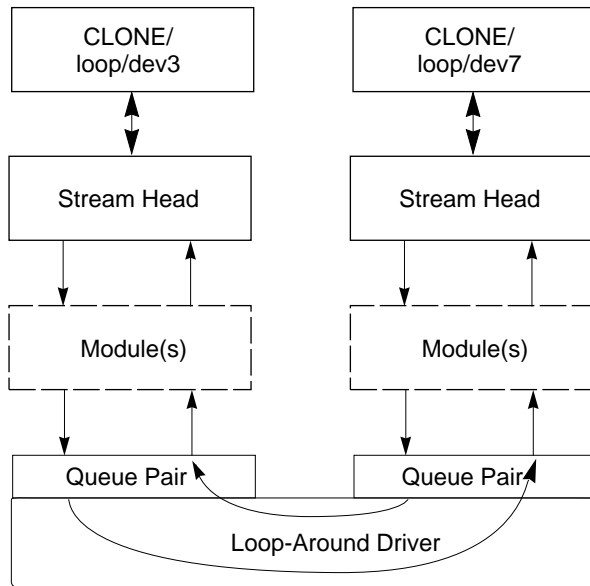 CLONE/
loop/dev3
CLONE/
loop/dev7
Stream Head
Stream Head
Module(s)
Module(s)
Queue Pair
Queue Pair
Loop-Around Driver